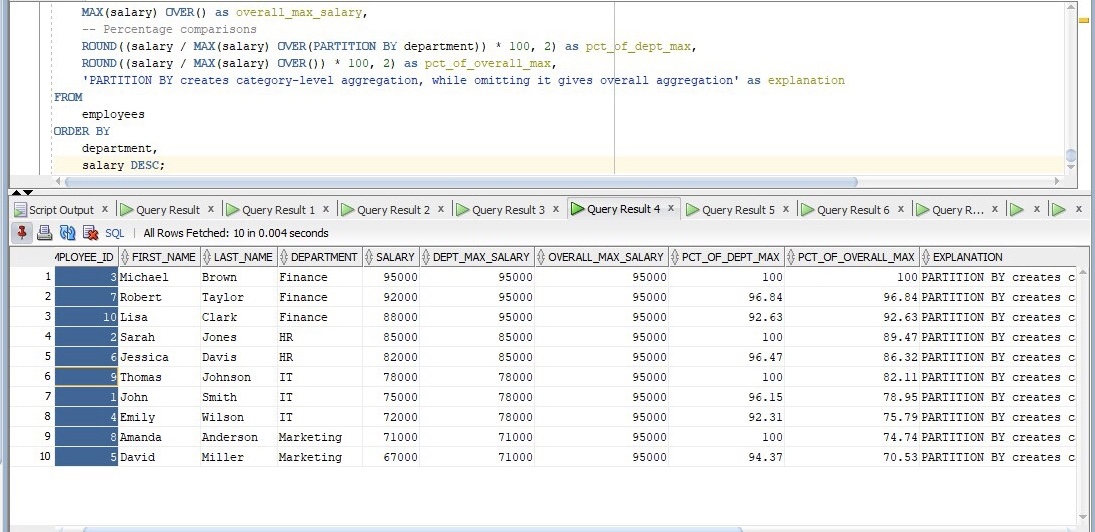 MAX(salary) OVER() as overall_max_salary,
-- Percentage comparisons
ROUND((salary / MAX(salary) OVER(PARTITION BY department)) * 100, 2) as pct_of_dept_max,
ROUND((salary / MAX(salary) OVER()) * 100, 2) as pct_of_overall_max,
'PARTITION BY creates category-level aggregation, while omitting it gives overall aggregation' as explanation
FROM
employees
ORDER BY
department,
salary DESC;
Script Output x Query Result x Query Result 1 x Query Result 2 x Query Result 3 x Query Result 4 x Query Result 5 x Query Result 6 x Query R... x x x
SQL | All Rows Fetched: 10 in 0.004 seconds
MPLOYEE_ID FIRST_NAME LAST_NAME DEPARTMENT SALARY DEPT_MAX_SALARY OVERALL_MAX_SALARY PCT_OF_DEPT_MAX PCT_OF_OVERALL_MAX EXPLANATION
1 3 Michael Brown Finance 95000 95000 95000 100 100 PARTITION BY creates c
2 7 Robert Taylor Finance 92000 95000 95000 96.84 96.84 PARTITION BY creates c
3 10 Lisa Clark Finance 88000 95000 95000 92.63 92.63 PARTITION BY creates c
4 2 Sarah Jones HR 85000 85000 95000 100 89.47 PARTITION BY creates c
5 6 Jessica Davis HR 82000 85000 95000 96.47 86.32 PARTITION BY creates c
6 9 Thomas Johnson IT 78000 78000 95000 100 82.11 PARTITION BY creates c
7 1 John Smith IT 75000 78000 95000 96.15 78.95 PARTITION BY creates c
8 4 Emily Wilson IT 72000 78000 95000 92.31 75.79 PARTITION BY creates c
9 8 Amanda Anderson Marketing 71000 71000 95000 100 74.74 PARTITION BY creates c
10 5 David Miller Marketing 67000 71000 95000 94.37 70.53 PARTITION BY creates c